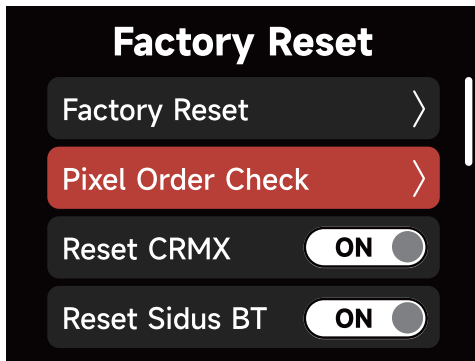 Factory Reset
Factory Reset
Pixel Order Check
Reset CRMX ON
Reset Sidus BT ON